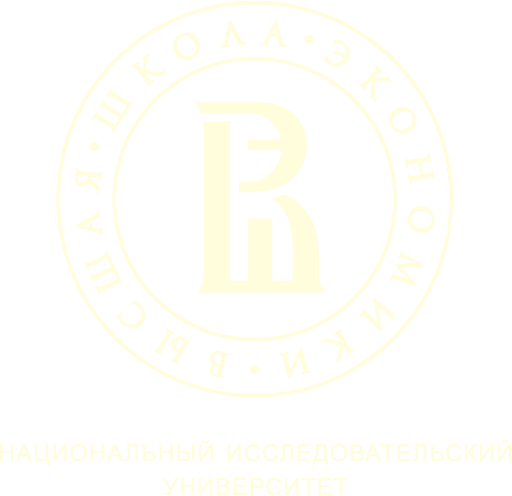 ВЫСШАЯ • ШКОЛА • ЭКОНОМИКИ •
НАЦИОНАЛЬНЫЙ ИССЛЕДОВАТЕЛЬСКИЙ
УНИВЕРСИТЕТ